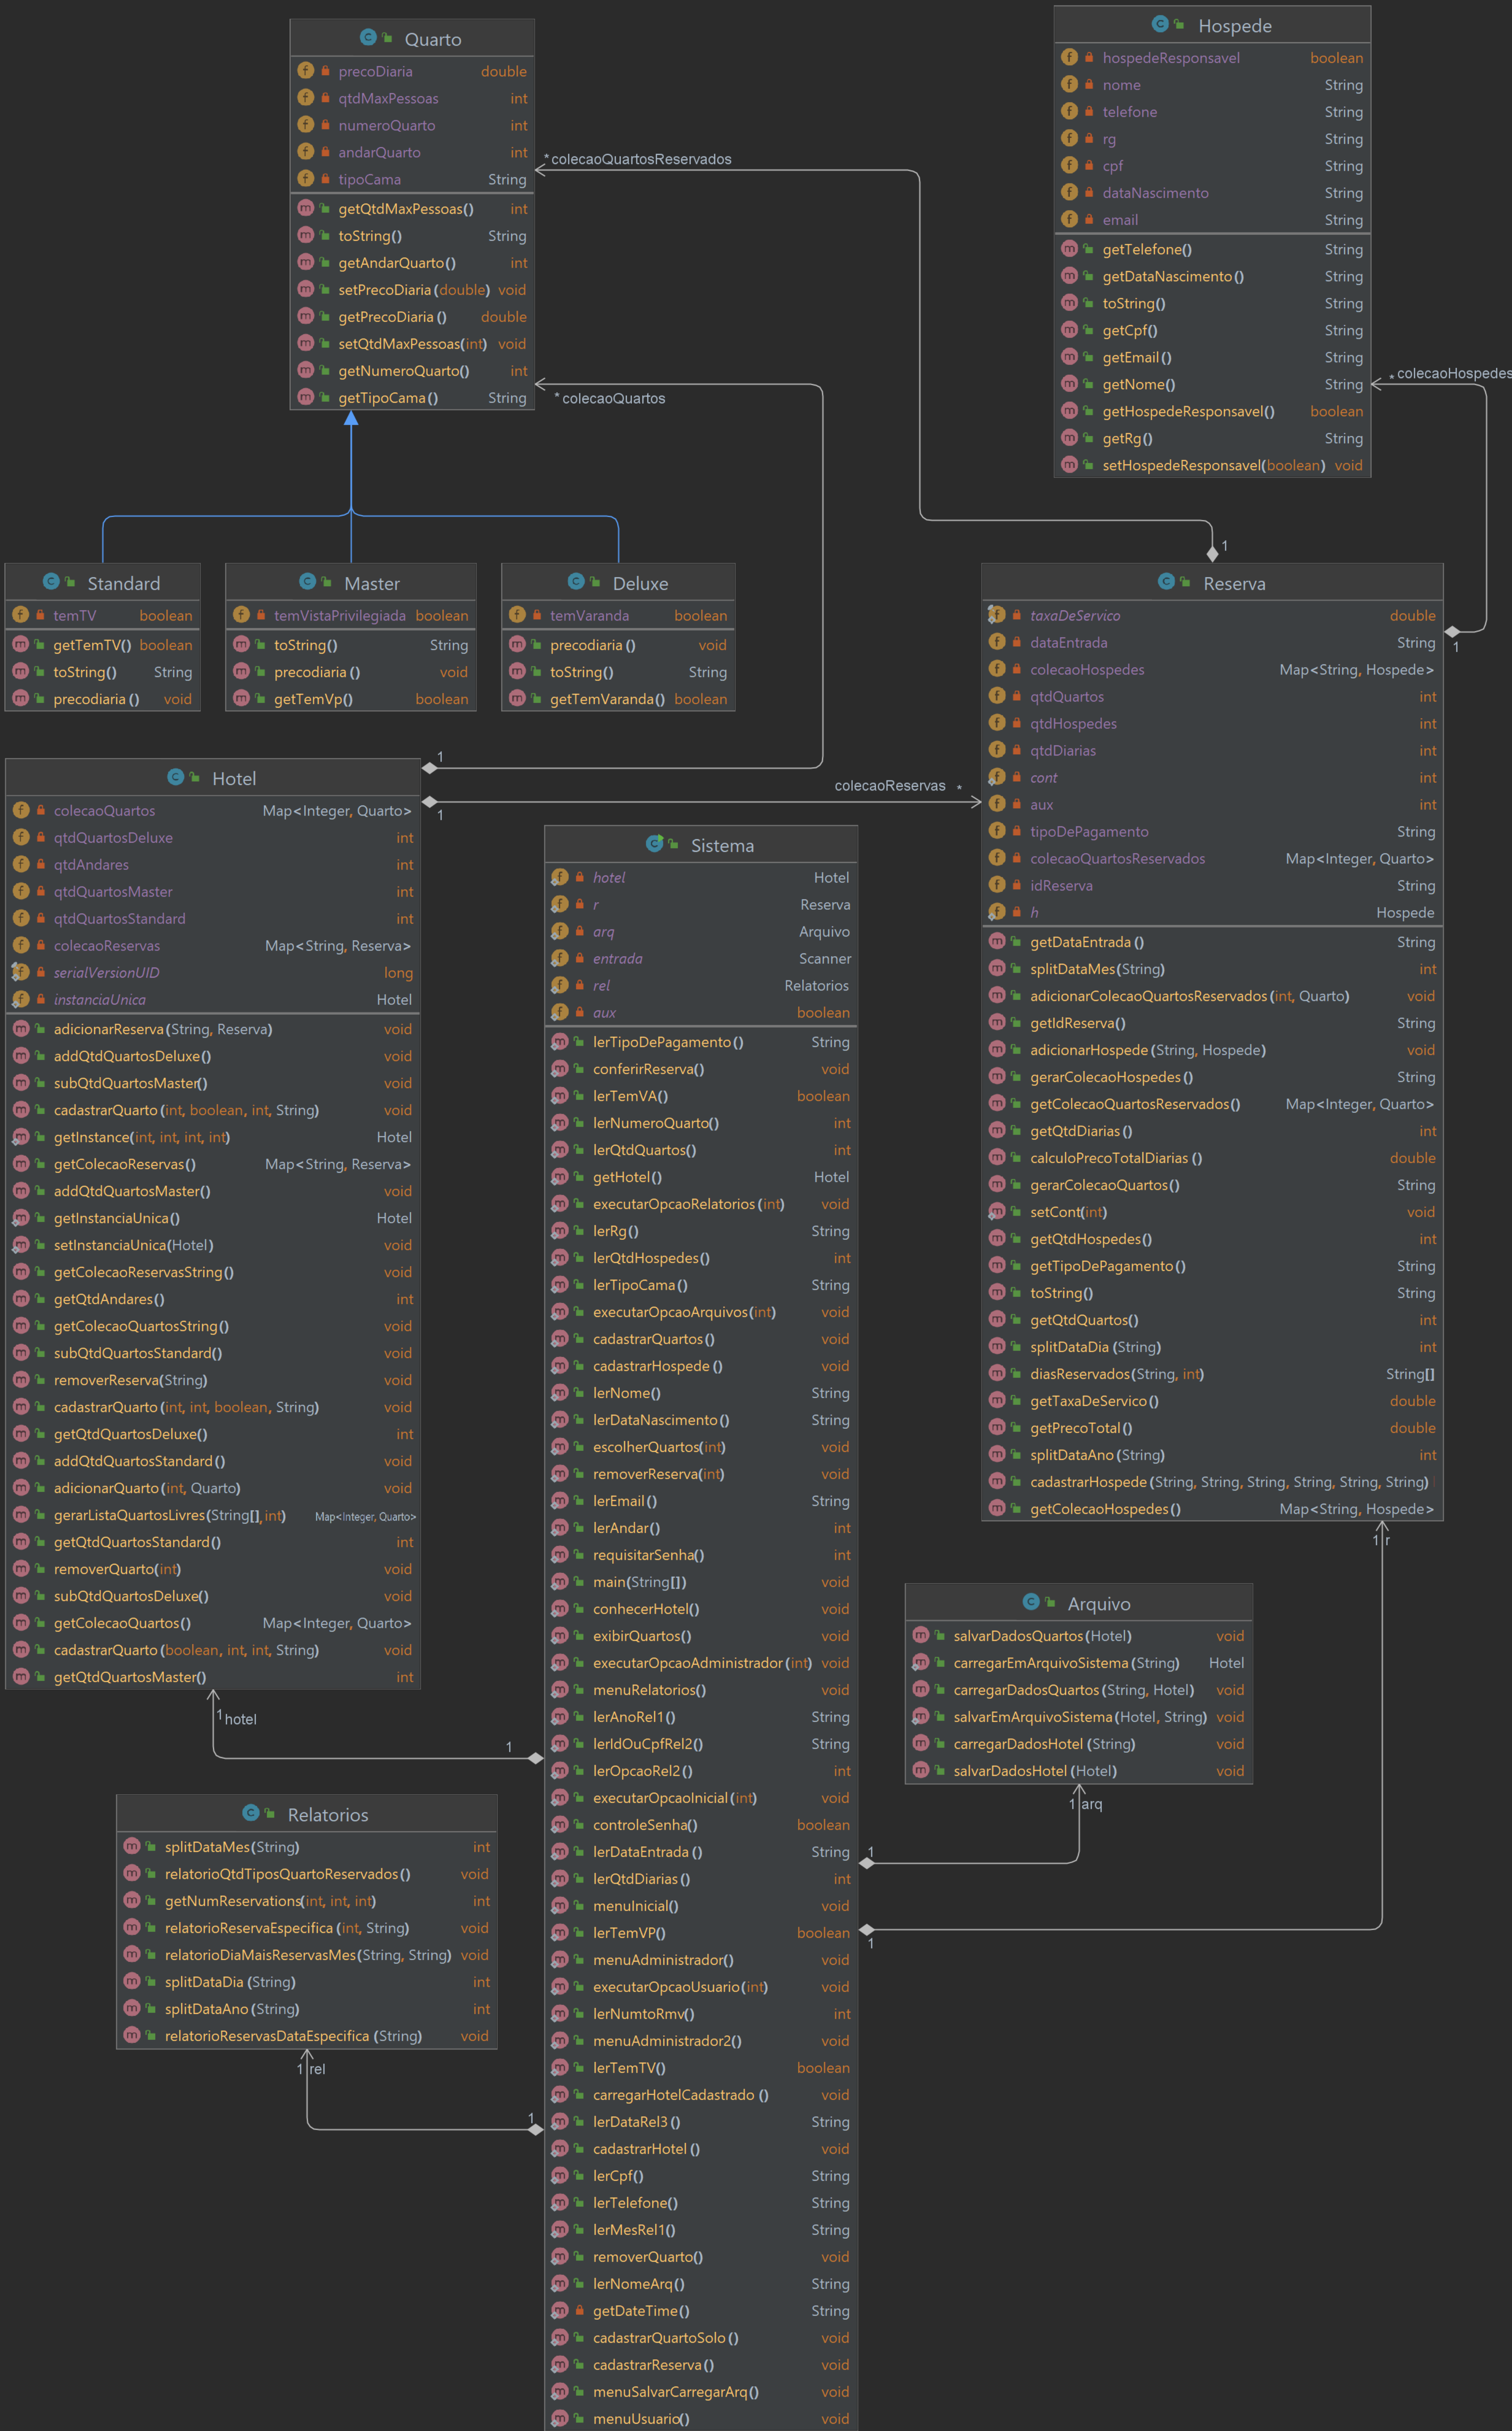 Quarto
precoDiaria double
qtdMaxPessoas int
numeroQuarto int
andarQuarto int
tipoCama String
getQtdMaxPessoas() int
toString() String
getAndarQuarto() int
setPrecoDiaria(double) void
getPrecoDiaria() double
setQtdMaxPessoas(int) void
getNumeroQuarto() int
getTipoCama() String
Hospede
hospedeResponsavel boolean
nome String
telefone String
rg String
cpf String
dataNascimento String
email String
getTelefone() String
getDataNascimento() String
toString() String
getCpf() String
getEmail() String
getNome() String
getHospedeResponsavel() boolean
getRg() String
setHospedeResponsavel(boolean) void
* colecaoQuartosReservados
* colecaoQuartos
* colecaoHospedes
1
1
Standard
temTV boolean
getTemTV() boolean
toString() String
precodiaria() void
Master
temVistaPrivilegiada boolean
toString() String
precodiaria() void
getTemVp() boolean
Deluxe
temVaranda boolean
precodiaria() void
toString() String
getTemVaranda() boolean
Reserva
taxaDeServico double
dataEntrada String
colecaoHospedes Map<String, Hospede>
qtdQuartos int
qtdHospedes int
qtdDiarias int
cont int
aux int
tipoDePagamento String
colecaoQuartosReservados Map<Integer, Quarto>
idReserva String
h Hospede
getDataEntrada() String
splitDataMes(String) int
adicionarColecaoQuartosReservados(int, Quarto) void
getIdReserva() String
adicionarHospede(String, Hospede) void
gerarColecaoHospedes() String
getColecaoQuartosReservados() Map<Integer, Quarto>
getQtdDiarias() int
calculoPrecoTotalDiarias() double
gerarColecaoQuartos() String
setCont(int) void
getQtdHospedes() int
getTipoDePagamento() String
toString() String
getQtdQuartos() int
splitDataDia(String) int
diasReservados(String, int) String[]
getTaxaDeServico() double
getPrecoTotal() double
splitDataAno(String) int
cadastrarHospede(String, String, String, String, String, String)
getColecaoHospedes() Map<String, Hospede>
1
colecaoReservas *
1
Hotel
colecaoQuartos Map<Integer, Quarto>
qtdQuartosDeluxe int
qtdAndares int
qtdQuartosMaster int
qtdQuartosStandard int
colecaoReservas Map<String, Reserva>
serialVersionUID long
instanciaUnica Hotel
adicionarReserva(String, Reserva) void
addQtdQuartosDeluxe() void
subQtdQuartosMaster() void
cadastrarQuarto(int, boolean, int, String) void
getInstance(int, int, int, int) Hotel
getColecaoReservas() Map<String, Reserva>
addQtdQuartosMaster() void
getInstanciaUnica() Hotel
setInstanciaUnica(Hotel) void
getColecaoReservasString() void
getQtdAndares() int
getColecaoQuartosString() void
subQtdQuartosStandard() void
removerReserva(String) void
cadastrarQuarto(int, int, boolean, String) void
getQtdQuartosDeluxe() int
addQtdQuartosStandard() void
adicionarQuarto(int, Quarto) void
gerarListaQuartosLivres(String[], int) Map<Integer, Quarto>
getQtdQuartosStandard() int
removerQuarto(int) void
subQtdQuartosDeluxe() void
getColecaoQuartos() Map<Integer, Quarto>
cadastrarQuarto(boolean, int, int, String) void
getQtdQuartosMaster() int
Sistema
hotel Hotel
r Reserva
arq Arquivo
entrada Scanner
rel Relatorios
aux boolean
lerTipoDePagamento() String
conferirReserva() void
lerTemVA() boolean
lerNumeroQuarto() int
lerQtdQuartos() int
getHotel() Hotel
executarOpcaoRelatorios(int) void
lerRg() String
lerQtdHospedes() int
lerTipoCama() String
executarOpcaoArquivos(int) void
cadastrarQuartos() void
cadastrarHospede() void
lerNome() String
lerDataNascimento() String
escolherQuartos(int) void
removerReserva(int) void
lerEmail() String
lerAndar() int
requisitarSenha() int
main(String[]) void
conhecerHotel() void
exibirQuartos() void
executarOpcaoAdministrador(int) void
menuRelatorios() void
lerAnoRel1() String
lerIdOuCpfRel2() String
lerOpcaoRel2() int
executarOpcaoInicial(int) void
controleSenha() boolean
lerDataEntrada() String
lerQtdDiarias() int
menuInicial() void
lerTemVP() boolean
menuAdministrador() void
executarOpcaoUsuario(int) void
lerNumtoRmv() int
menuAdministrador2() void
lerTemTV() boolean
carregarHotelCadastrado() void
lerDataRel3() String
cadastrarHotel() void
lerCpf() String
lerTelefone() String
lerMesRel1() String
removerQuarto() void
lerNomeArq() String
getDateTime() String
cadastrarQuartoSolo() void
cadastrarReserva() void
menuSalvarCarregarArq() void
menuUsuario() void
1 r
Arquivo
salvarDadosQuartos(Hotel) void
carregarEmArquivoSistema(String) Hotel
carregarDadosQuartos(String, Hotel) void
salvarEmArquivoSistema(Hotel, String) void
carregarDadosHotel(String) void
salvarDadosHotel(Hotel) void
1 arq
1
1
1 hotel
1
Relatorios
splitDataMes(String) int
relatorioQtdTiposQuartoReservados() void
getNumReservations(int, int, int) int
relatorioReservaEspecifica(int, String) void
relatorioDiaMaisReservasMes(String, String) void
splitDataDia(String) int
splitDataAno(String) int
relatorioReservasDataEspecifica(String) void
1 rel
1